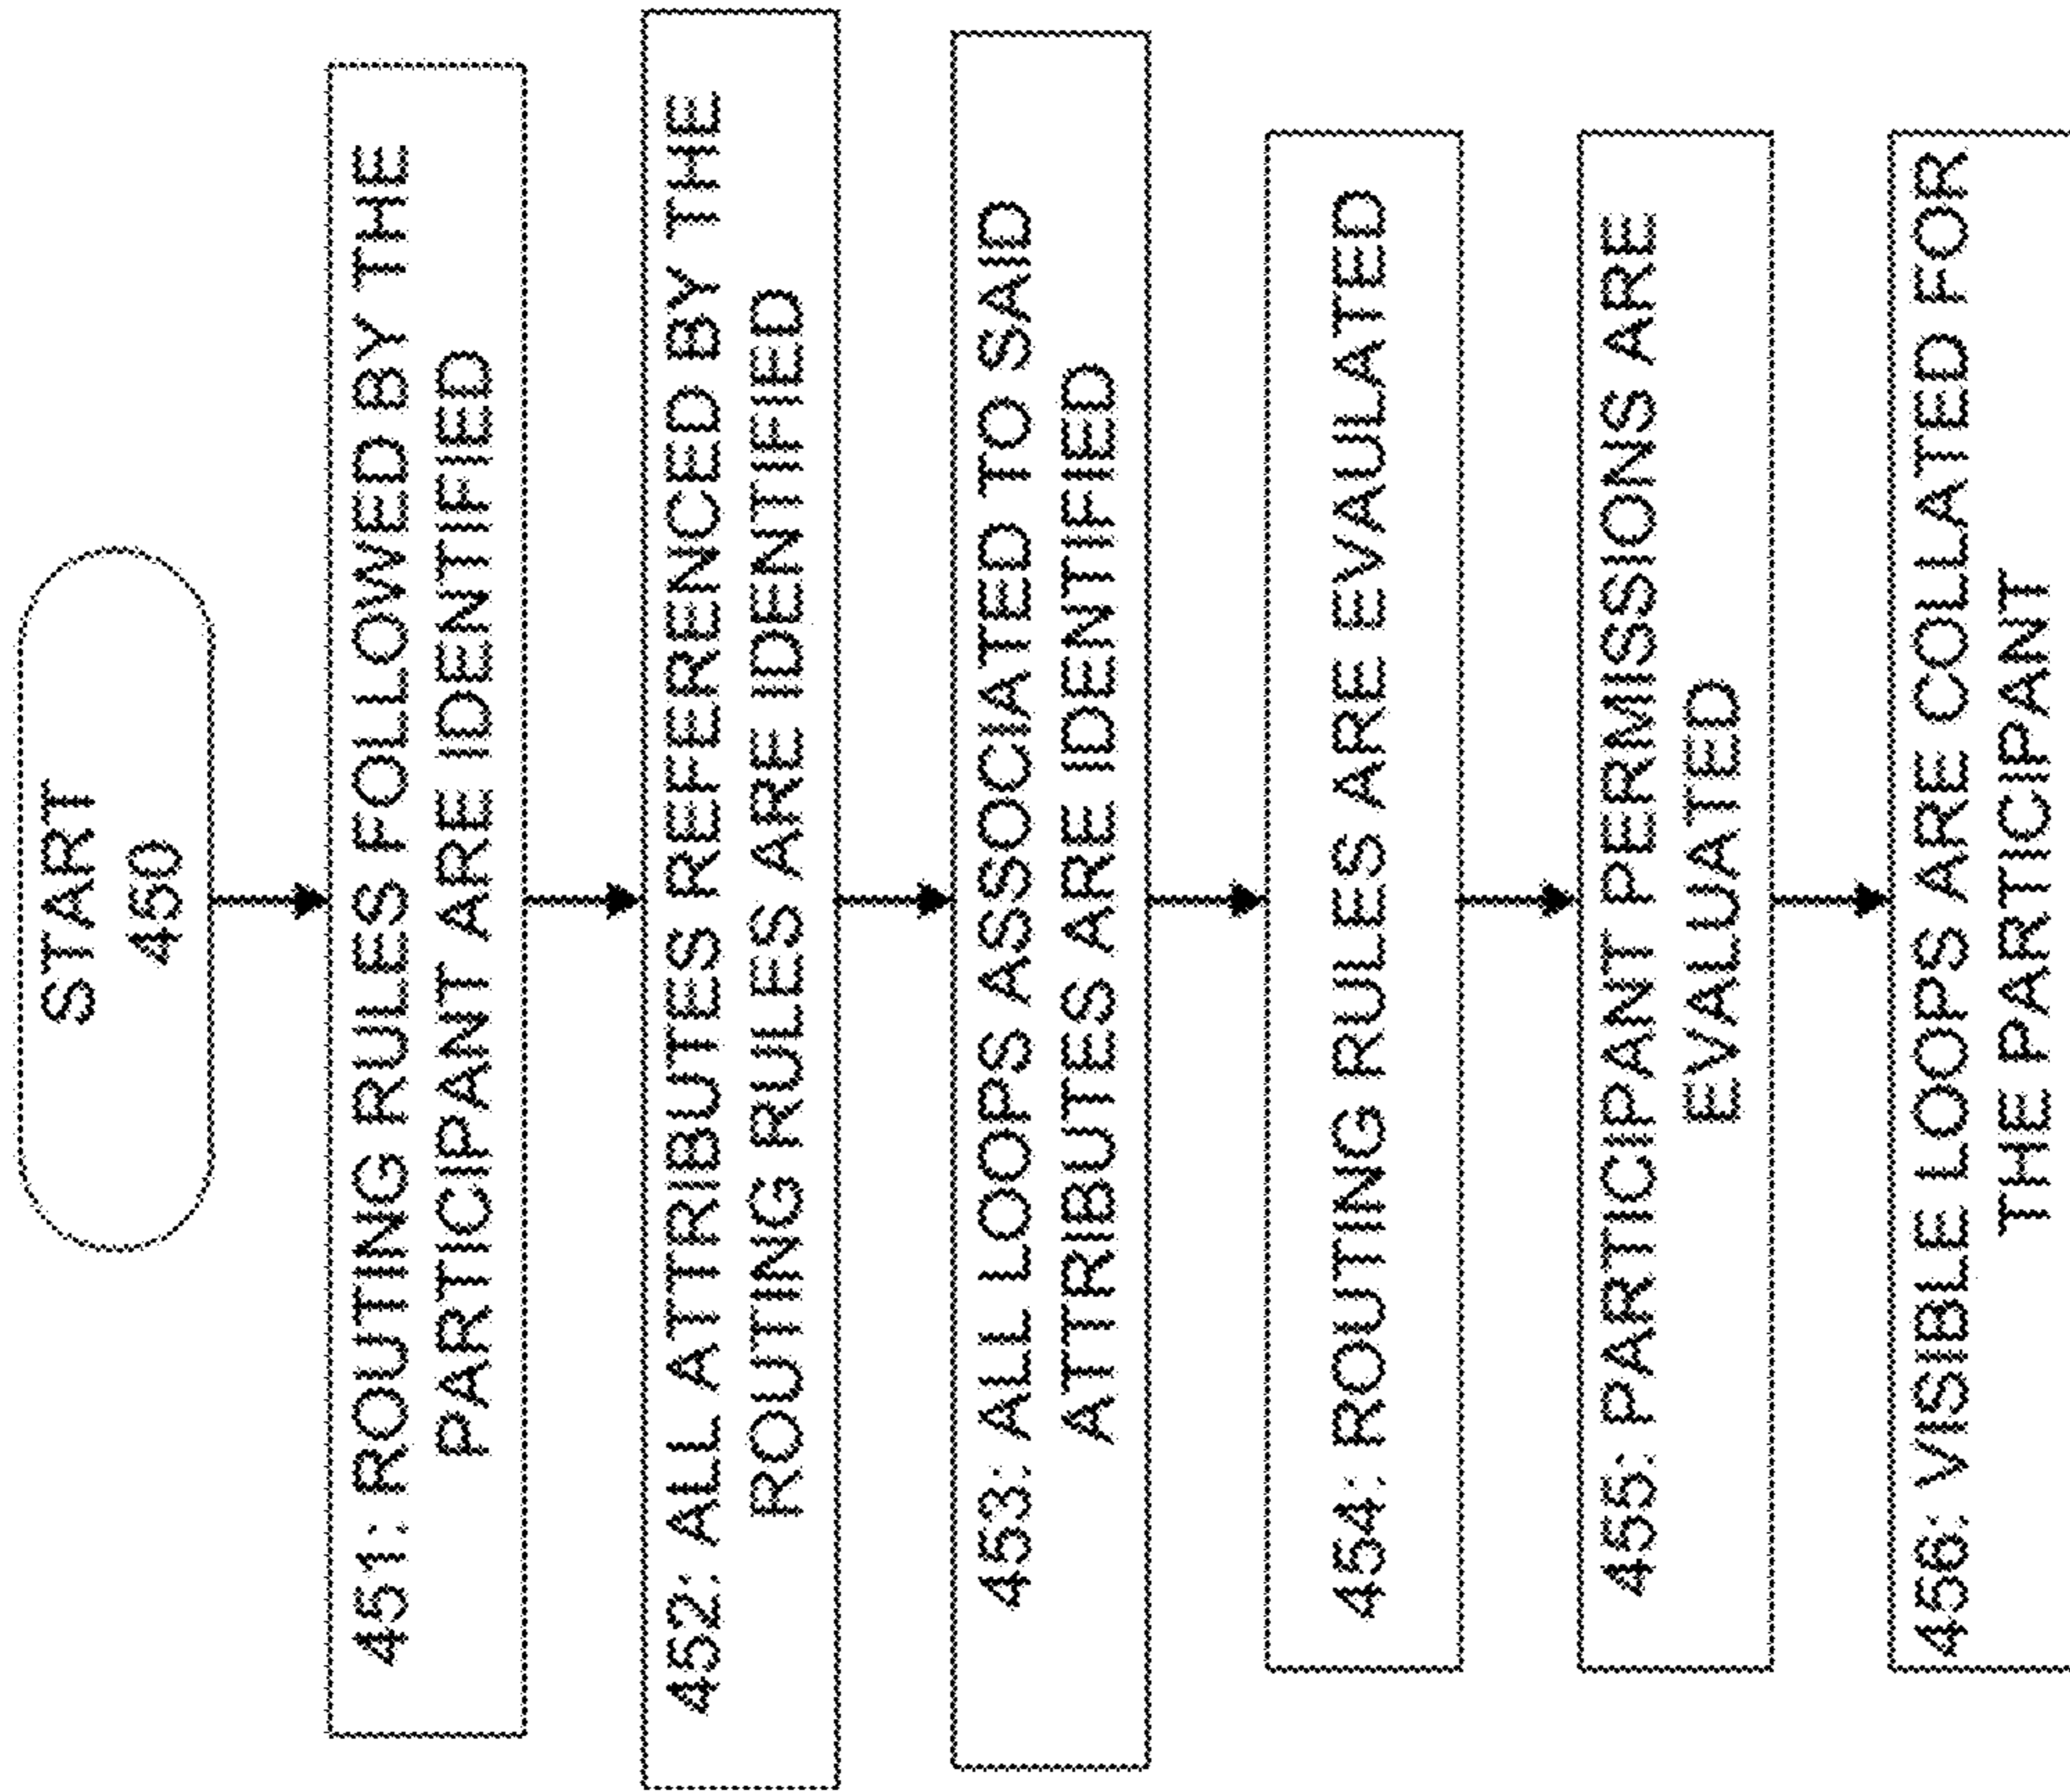 START
450
451: ROUTING RULES FOLLOWED BY THE
PARTICIPANT ARE IDENTIFIED
452: ALL ATTRIBUTES REFERENCED BY THE
ROUTING RULES ARE IDENTIFIED
453: ALL LOOPS ASSOCIATED TO SAID
ATTRIBUTES ARE IDENTIFIED
454: ROUTING RULES ARE EVAULATED
455: PARTICIPANT PERMISSIONS ARE
EVALUATED
456: VISIBLE LOOPS ARE COLLATED FOR
THE PARTICIPANT